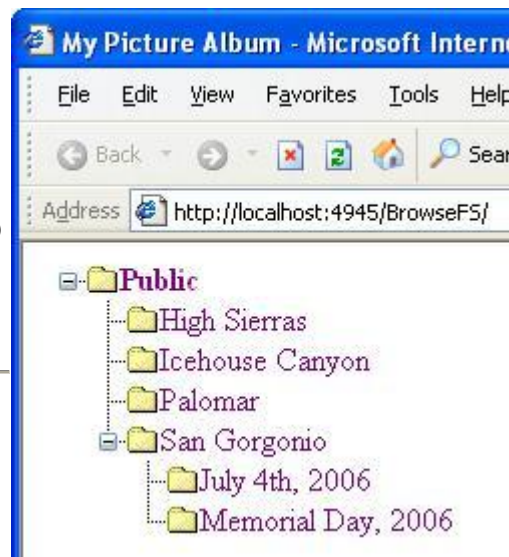 My Picture Album - Microsoft Intern
File Edit View Favorites Tools Help
Back Sear
Address http://localhost:4945/BrowseFS/
Public
High Sierras
Icehouse Canyon
Palomar
San Gorgonio
July 4th, 2006
Memorial Day, 2006